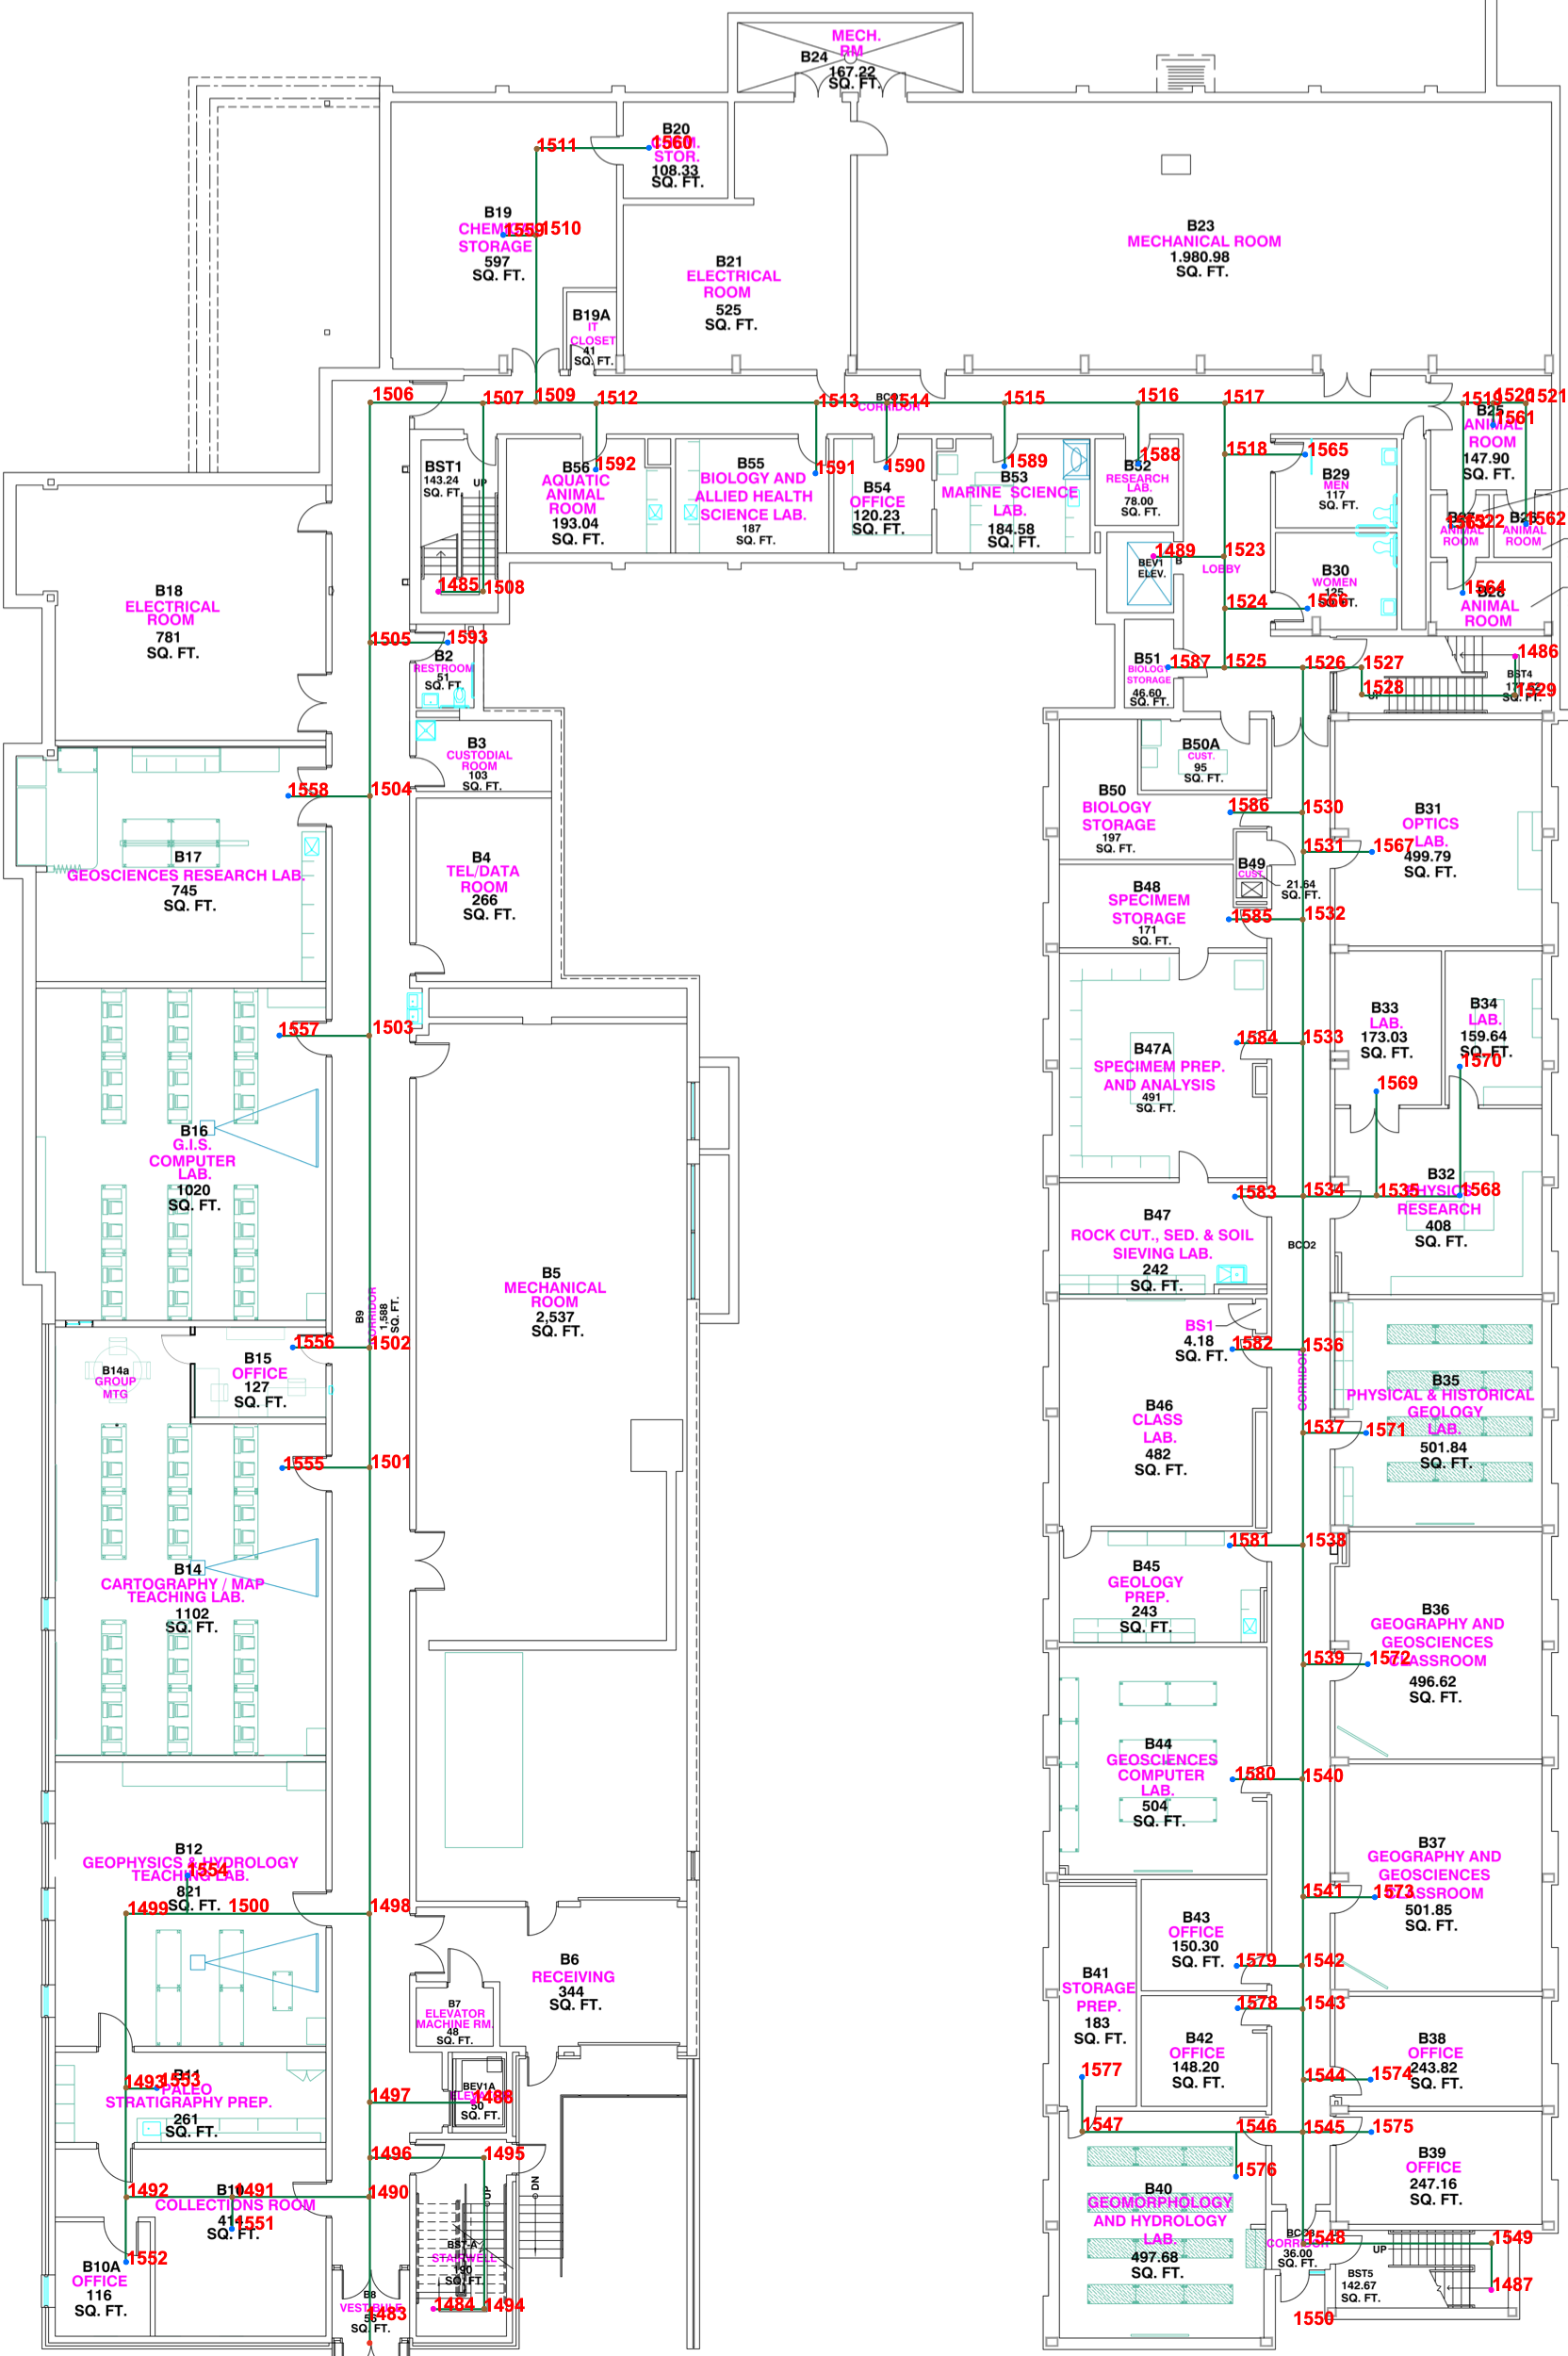 MECH.
RM
B24
167.22
SQ. FT.
B20
1511
1560
STOR.
108.33
SQ. FT.
B19
1559
1510
STORAGE
597
SQ. FT.
B21
ELECTRICAL
ROOM
525
SQ. FT.
B23
MECHANICAL ROOM
1.980.98
SQ. FT.
B19A
IT
CLOSET
41
SQ. FT.
1506
1507
1509
1512
1513
1514
CORRIDOR
1515
1516
1517
1519
1520
1521
B25
1561
ANIMAL
ROOM
147.90
SQ. FT.
1518
1565
B29
MEN
117
SQ. FT.
BST1
143.24
SQ. FT.
UP
B56
1592
AQUATIC
ANIMAL
ROOM
193.04
SQ. FT.
B55
BIOLOGY AND
ALLIED HEALTH
SCIENCE LAB.
187
SQ. FT.
1591
1590
B54
OFFICE
120.23
SQ. FT.
1589
B53
MARINE SCIENCE
LAB.
184.58
SQ. FT.
1588
B52
RESEARCH
LAB.
78.00
SQ. FT.
1522
1562
ANIMAL
ROOM
ANIMAL
ROOM
1489
BEV1
ELEV.
B
1523
LOBBY
B30
WOMEN
1566
1524
1564
B28
ANIMAL
ROOM
1485
1508
B18
ELECTRICAL
ROOM
781
SQ. FT.
1505
1593
B2
RESTROOM
51
SQ. FT.
B51
BIOLOGY
STORAGE
46.60
SQ. FT.
1587
1525
1526
1527
1528
1486
BST4
1529
UP
SQ. FT.
B3
CUSTODIAL
ROOM
103
SQ. FT.
B50A
CUST.
95
SQ. FT.
1558
1504
B50
BIOLOGY
STORAGE
197
SQ. FT.
1586
1530
B31
OPTICS
LAB.
499.79
SQ. FT.
1531
1567
B17
GEOSCIENCES RESEARCH LAB.
745
SQ. FT.
B4
TEL/DATA
ROOM
266
SQ. FT.
B49
CUST.
21.64
SQ. FT.
B48
SPECIMEM
STORAGE
171
SQ. FT.
1585
1532
1557
1503
B33
LAB.
173.03
SQ. FT.
B34
LAB.
159.64
SQ. FT.
1584
1533
B47A
SPECIMEM PREP.
AND ANALYSIS
491
SQ. FT.
1570
1569
B16
G.I.S.
COMPUTER
LAB.
1020
SQ. FT.
1583
1534
1535
1568
B32
PHYSICS
RESEARCH
408
SQ. FT.
B47
ROCK CUT., SED. & SOIL
SIEVING LAB.
242
SQ. FT.
BCO2
B5
MECHANICAL
ROOM
2,537
SQ. FT.
B9
CORRIDOR
1,588
SQ. FT.
BS1
4.18
SQ. FT.
1582
1536
CORRIDOR
1556
1502
B14a
GROUP
MTG
B15
OFFICE
127
SQ. FT.
B46
CLASS
LAB.
482
SQ. FT.
B35
PHYSICAL & HISTORICAL
GEOLOGY
LAB.
501.84
SQ. FT.
1537
1571
1555
1501
1581
1538
B14
CARTOGRAPHY / MAP
TEACHING LAB.
1102
SQ. FT.
B45
GEOLOGY
PREP.
243
SQ. FT.
B36
GEOGRAPHY AND
GEOSCIENCES
CLASSROOM
496.62
SQ. FT.
1539
1572
B44
GEOSCIENCES
COMPUTER
LAB.
504
SQ. FT.
1580
1540
B12
GEOPHYSICS & HYDROLOGY
TEACHING LAB.
1554
821
SQ. FT.
B37
GEOGRAPHY AND
GEOSCIENCES
CLASSROOM
501.85
SQ. FT.
1541
1573
1499
1500
1498
B43
OFFICE
150.30
SQ. FT.
1579
1542
B6
RECEIVING
344
SQ. FT.
B41
STORAGE
PREP.
183
SQ. FT.
B7
ELEVATOR
MACHINE RM.
48
SQ. FT.
1578
1543
B42
OFFICE
148.20
SQ. FT.
B38
OFFICE
243.82
SQ. FT.
1544
1574
1577
B11
1493
1553
PALEO
STRATIGRAPHY PREP.
261
SQ. FT.
1497
BEV1A
1488
50
SQ. FT.
1547
1546
1545
1575
1496
1495
1576
B39
OFFICE
247.16
SQ. FT.
1492
1491
1490
COLLECTIONS ROOM
1551
SQ. FT.
UP
DN
B40
GEOMORPHOLOGY
AND HYDROLOGY
LAB.
497.68
SQ. FT.
1552
B10A
OFFICE
116
SQ. FT.
STAIRWELL
190
SQ. FT.
BCO3
1548
36.00
SQ. FT.
UP
1549
BST5
142.67
SQ. FT.
1487
B8
VESTIBULE
1483
SQ. FT.
1484
1494
1550